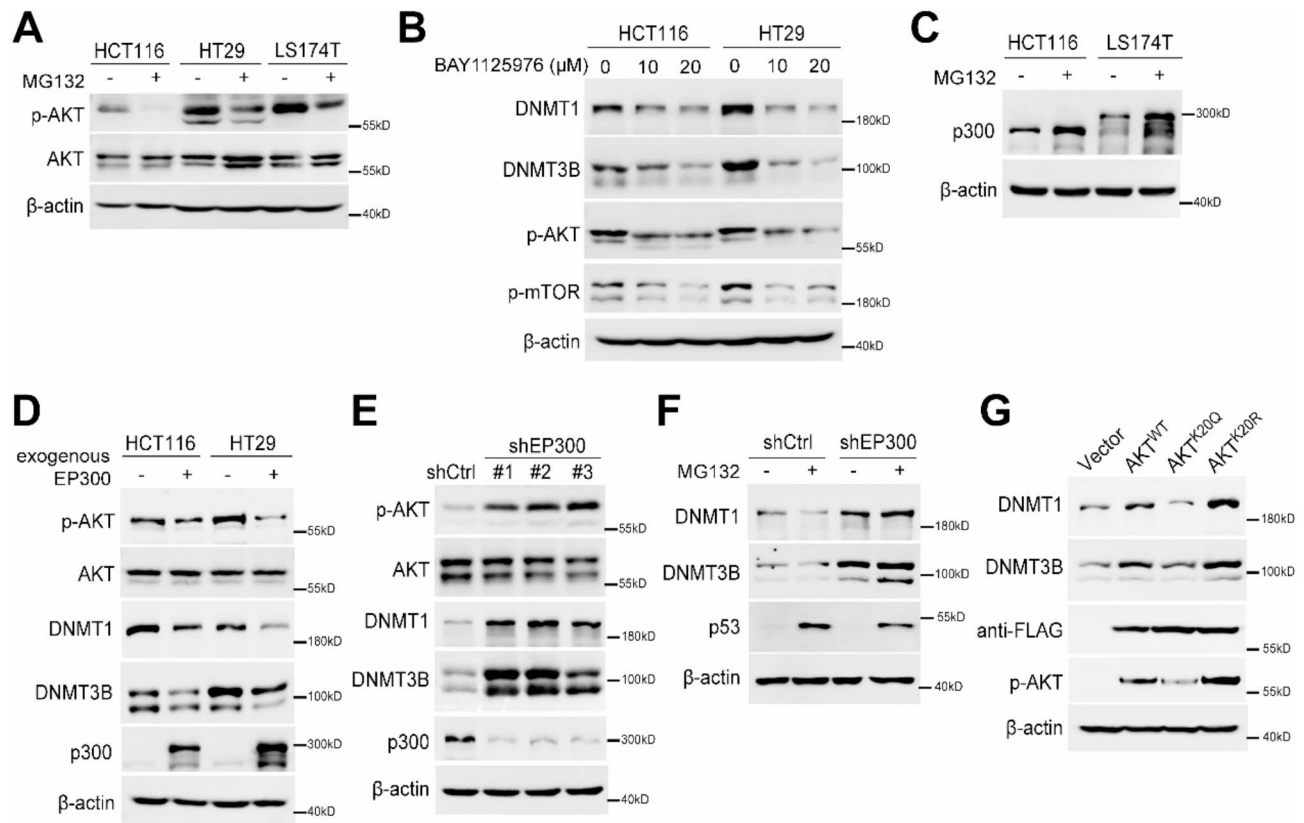 A
HCT116 HT29 LS174T
MG132 - + - + - +
p-AKT
55kD
AKT
55kD
β-actin
40kD
B
HCT116 HT29
BAY1125976 (μM) 0 10 20 0 10 20
DNMT1
180kD
DNMT3B
100kD
p-AKT
55kD
p-mTOR
180kD
β-actin
40kD
C
HCT116 LS174T
MG132 - + - +
300kD
p300
β-actin
40kD
D
HCT116 HT29
exogenous
EP300 - + - +
p-AKT
55kD
AKT
55kD
DNMT1
180kD
DNMT3B
100kD
p300
300kD
β-actin
40kD
E
shEP300
shCtrl #1 #2 #3
p-AKT
55kD
AKT
55kD
DNMT1
180kD
DNMT3B
100kD
p300
300kD
β-actin
40kD
F
shCtrl shEP300
MG132 - + - +
DNMT1
180kD
DNMT3B
100kD
p53
55kD
β-actin
40kD
G
Vector AKTWT AKTK20Q AKTK20R
DNMT1
180kD
DNMT3B
100kD
anti-FLAG
55kD
p-AKT
55kD
β-actin
40kD